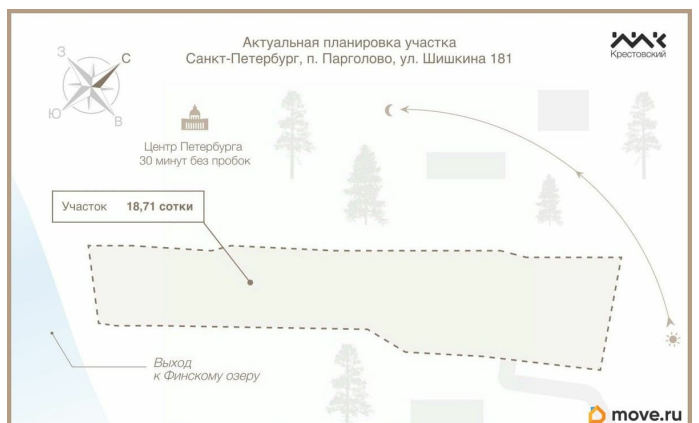 Актуальная планировка участка
Санкт-Петербург, п. Парголово, ул. Шишкина 181
Крестовский
З
С
Ю
В
Центр Петербурга
30 минут без пробок
Участок 18,71 сотки
Выход
к Финскому озеру
move.ru